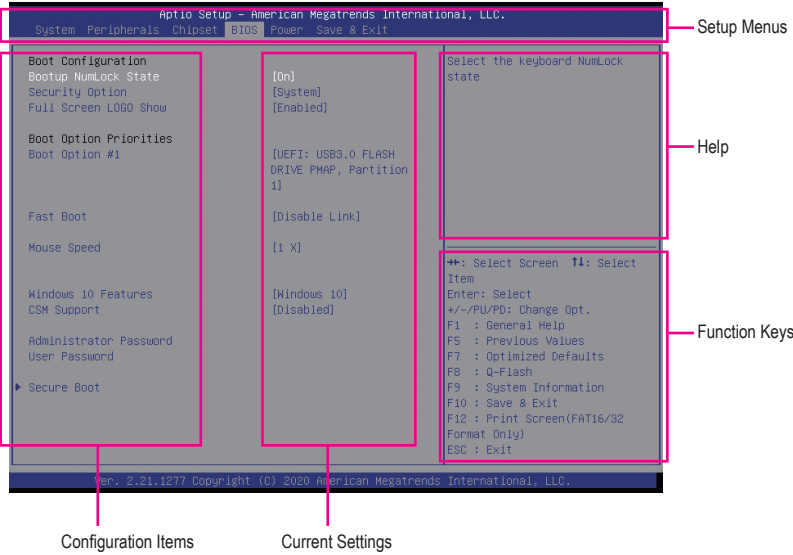 Aptio Setup – American Megatrends International, LLC.
System Peripherals Chipset BIOS Power Save & Exit
Setup Menus
Boot Configuration
Bootup NumLock State [On]
Security Option [System]
Full Screen LOGO Show [Enabled]
Boot Option Priorities
Boot Option #1 [UEFI: USB3.0 FLASH
DRIVE PMAP, Partition
1]
Fast Boot [Disable Link]
Mouse Speed [1 X]
Windows 10 Features [Windows 10]
CSM Support [Disabled]
Administrator Password
User Password
Secure Boot
Select the keyboard NumLock
state
Help
→←: Select Screen ↑↓: Select
Item
Enter: Select
+/-/PU/PD: Change Opt.
F1 : General Help
F5 : Previous Values
F7 : Optimized Defaults
F8 : Q-Flash
F9 : System Information
F10 : Save & Exit
F12 : Print Screen(FAT16/32
Format Only)
ESC : Exit
Function Keys
Ver. 2.21.1277 Copyright (C) 2020 American Megatrends International, LLC.
Configuration Items
Current Settings